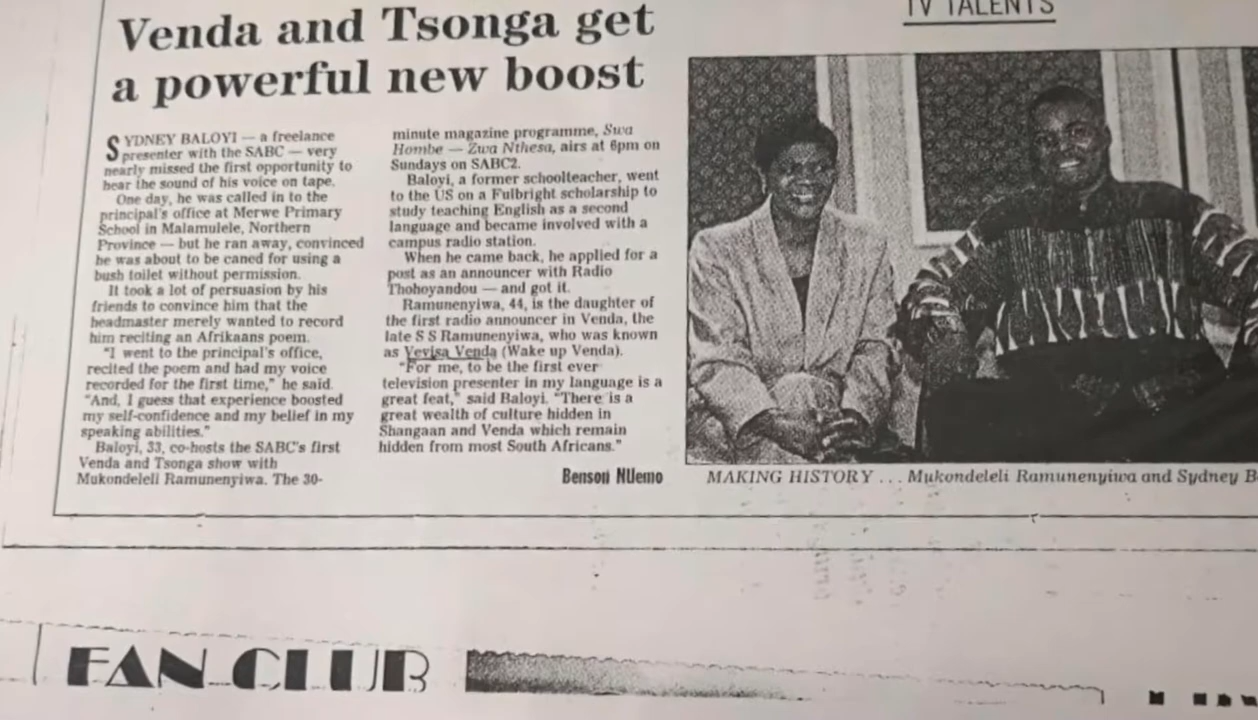 Venda and Tsonga get
a powerful new boost
SYDNEY BALOYI — a freelance
presenter with the SABC — very
nearly missed the first opportunity to
hear the sound of his voice on tape.
One day, he was called in to the
principal's office at Merwe Primary
School in Malamulele, Northern
Province — but he ran away, convinced
he was about to be caned for using a
bush toilet without permission.
It took a lot of persuasion by his
friends to convince him that the
headmaster merely wanted to record
him reciting an Afrikaans poem.
"I went to the principal's office,
recited the poem and had my voice
recorded for the first time," he said.
"And, I guess that experience boosted
my self-confidence and my belief in my
speaking abilities."
Baloyi, 33, co-hosts the SABC's first
Venda and Tsonga show with
Mukondeleli Ramunenyiwa. The 30-
minute magazine programme, Swa
Hombe — Zwa Nthesa, airs at 6pm on
Sundays on SABC2.
Baloyi, a former schoolteacher, went
to the US on a Fulbright scholarship to
study teaching English as a second
language and became involved with a
campus radio station.
When he came back, he applied for a
post as an announcer with Radio
Thohoyandou — and got it.
Ramunenyiwa, 44, is the daughter of
the first radio announcer in Venda, the
late S S Ramunenyiwa, who was known
as Vevisa Venda (Wake up Venda).
"For me, to be the first ever
television presenter in my language is a
great feat," said Baloyi. "There is a
great wealth of culture hidden in
Shangaan and Venda which remain
hidden from most South Africans."
Benson
TV TALENTS
MAKING HISTORY ... Mukondeleli Ramunenyiwa and Sydney B
FAN CLUB